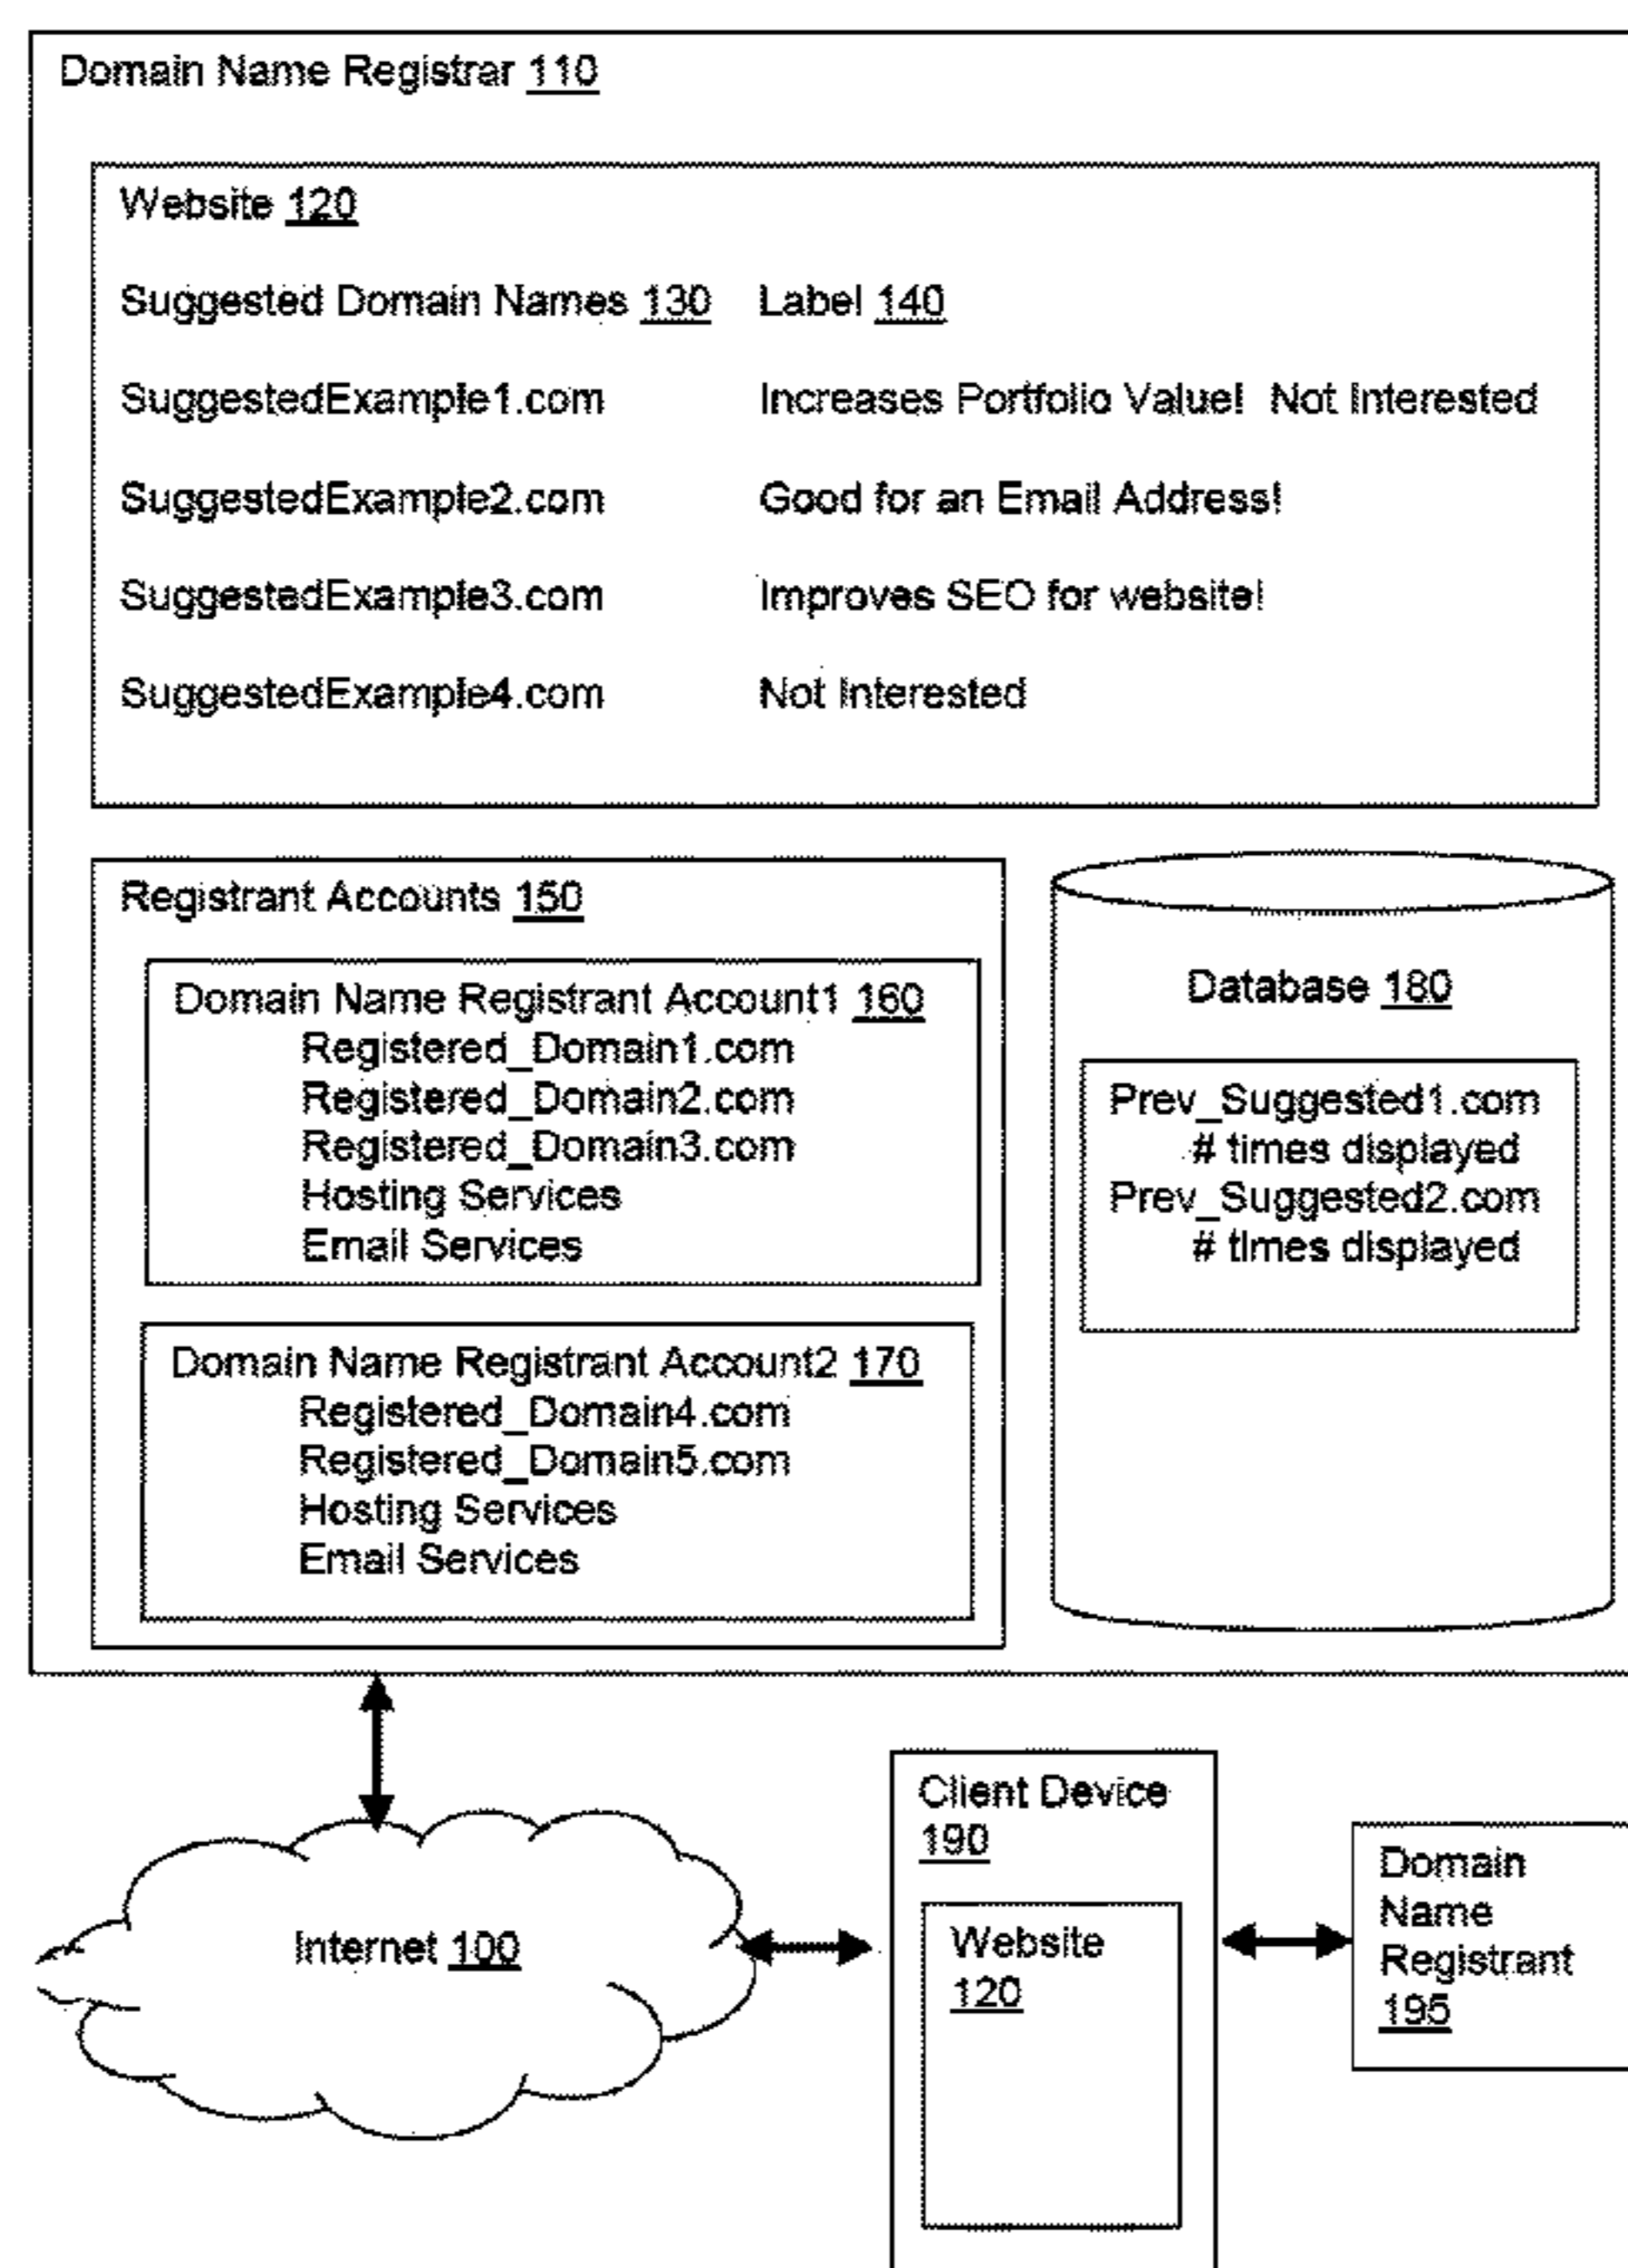 Domain Name Registrar 110
Website 120
Suggested Domain Names 130 Label 140
SuggestedExample1.com Increases Portfolio Value! Not Interested
SuggestedExample2.com Good for an Email Address!
SuggestedExample3.com Improves SEO for website!
SuggestedExample4.com Not Interested
Registrant Accounts 150
Domain Name Registrant Account1 160
Registered_Domain1.com
Registered_Domain2.com
Registered_Domain3.com
Hosting Services
Email Services
Domain Name Registrant Account2 170
Registered_Domain4.com
Registered_Domain5.com
Hosting Services
Email Services
Database 180
Prev_Suggested1.com
# times displayed
Prev_Suggested2.com
# times displayed
Internet 100
Client Device
190
Website
120
Domain
Name
Registrant
195